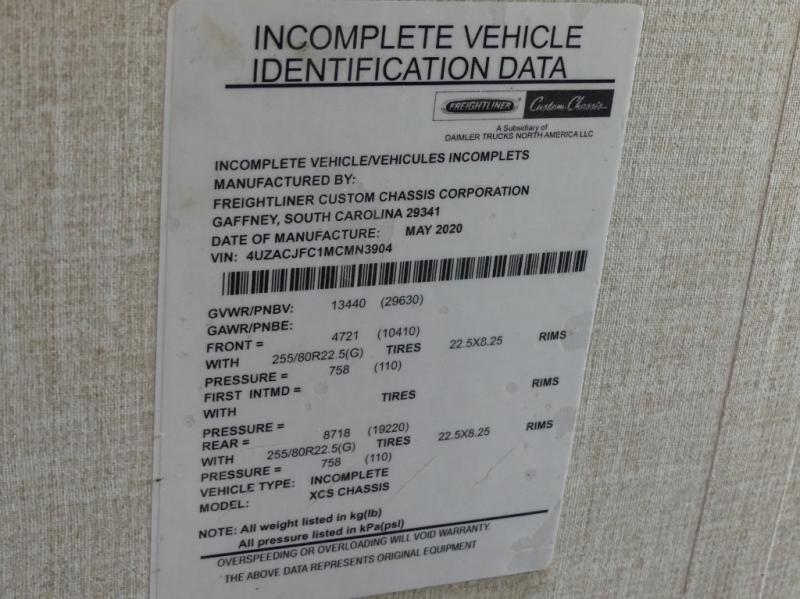 INCOMPLETE VEHICLE
IDENTIFICATION DATA
FREIGHTLINER Custom Chassis
A Subsidiary of
DAIMLER TRUCKS NORTH AMERICA LLC
INCOMPLETE VEHICLE/VEHICULES INCOMPLETS
MANUFACTURED BY:
FREIGHTLINER CUSTOM CHASSIS CORPORATION
GAFFNEY, SOUTH CAROLINA 29341
DATE OF MANUFACTURE: MAY 2020
VIN: 4UZACJFC1MCMN3904
GVWR/PNBV: 13440 (29630)
GAWR/PNBE:
FRONT = 4721 (10410)
WITH 255/80R22.5(G) TIRES 22.5X8.25 RIMS
PRESSURE = 758 (110)
FIRST INTMD =
WITH TIRES RIMS
PRESSURE =
REAR = 8718 (19220)
WITH 255/80R22.5(G) TIRES 22.5X8.25 RIMS
PRESSURE = 758 (110)
VEHICLE TYPE: INCOMPLETE
MODEL: XCS CHASSIS
NOTE: All weight listed in kg(lb)
All pressure listed in kPa(psl)
OVERSPEEDING OR OVERLOADING WILL VOID WARRANTY.
THE ABOVE DATA REPRESENTS ORIGINAL EQUIPMENT